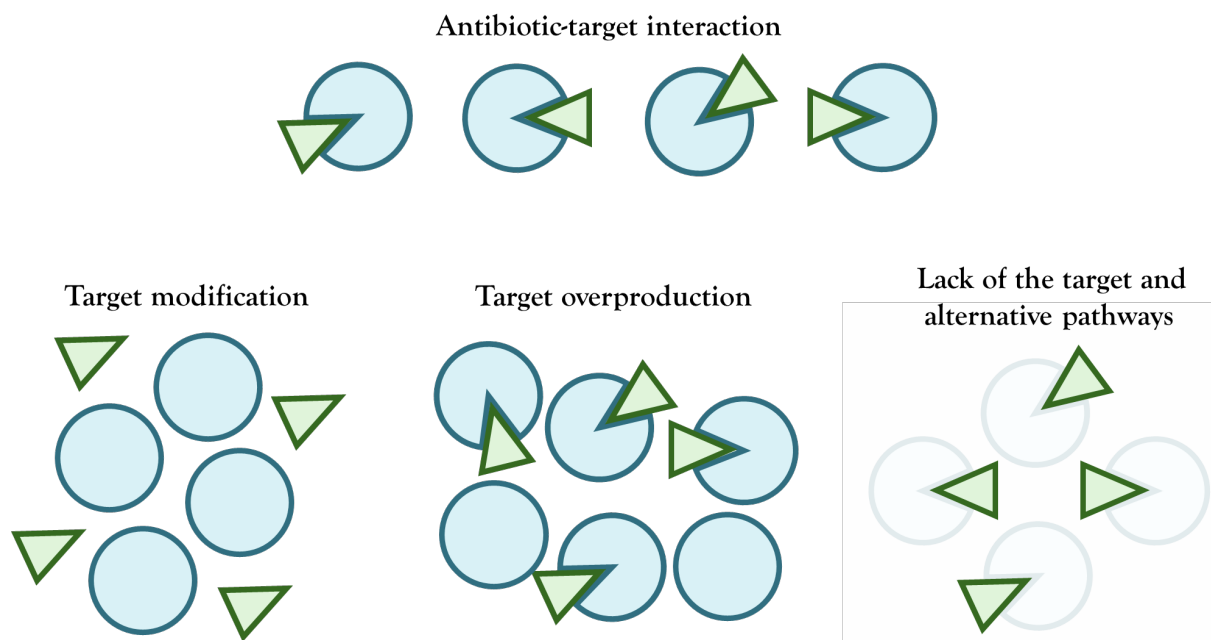 Antibiotic-target interaction
Target modification
Target overproduction
Lack of the target and
alternative pathways